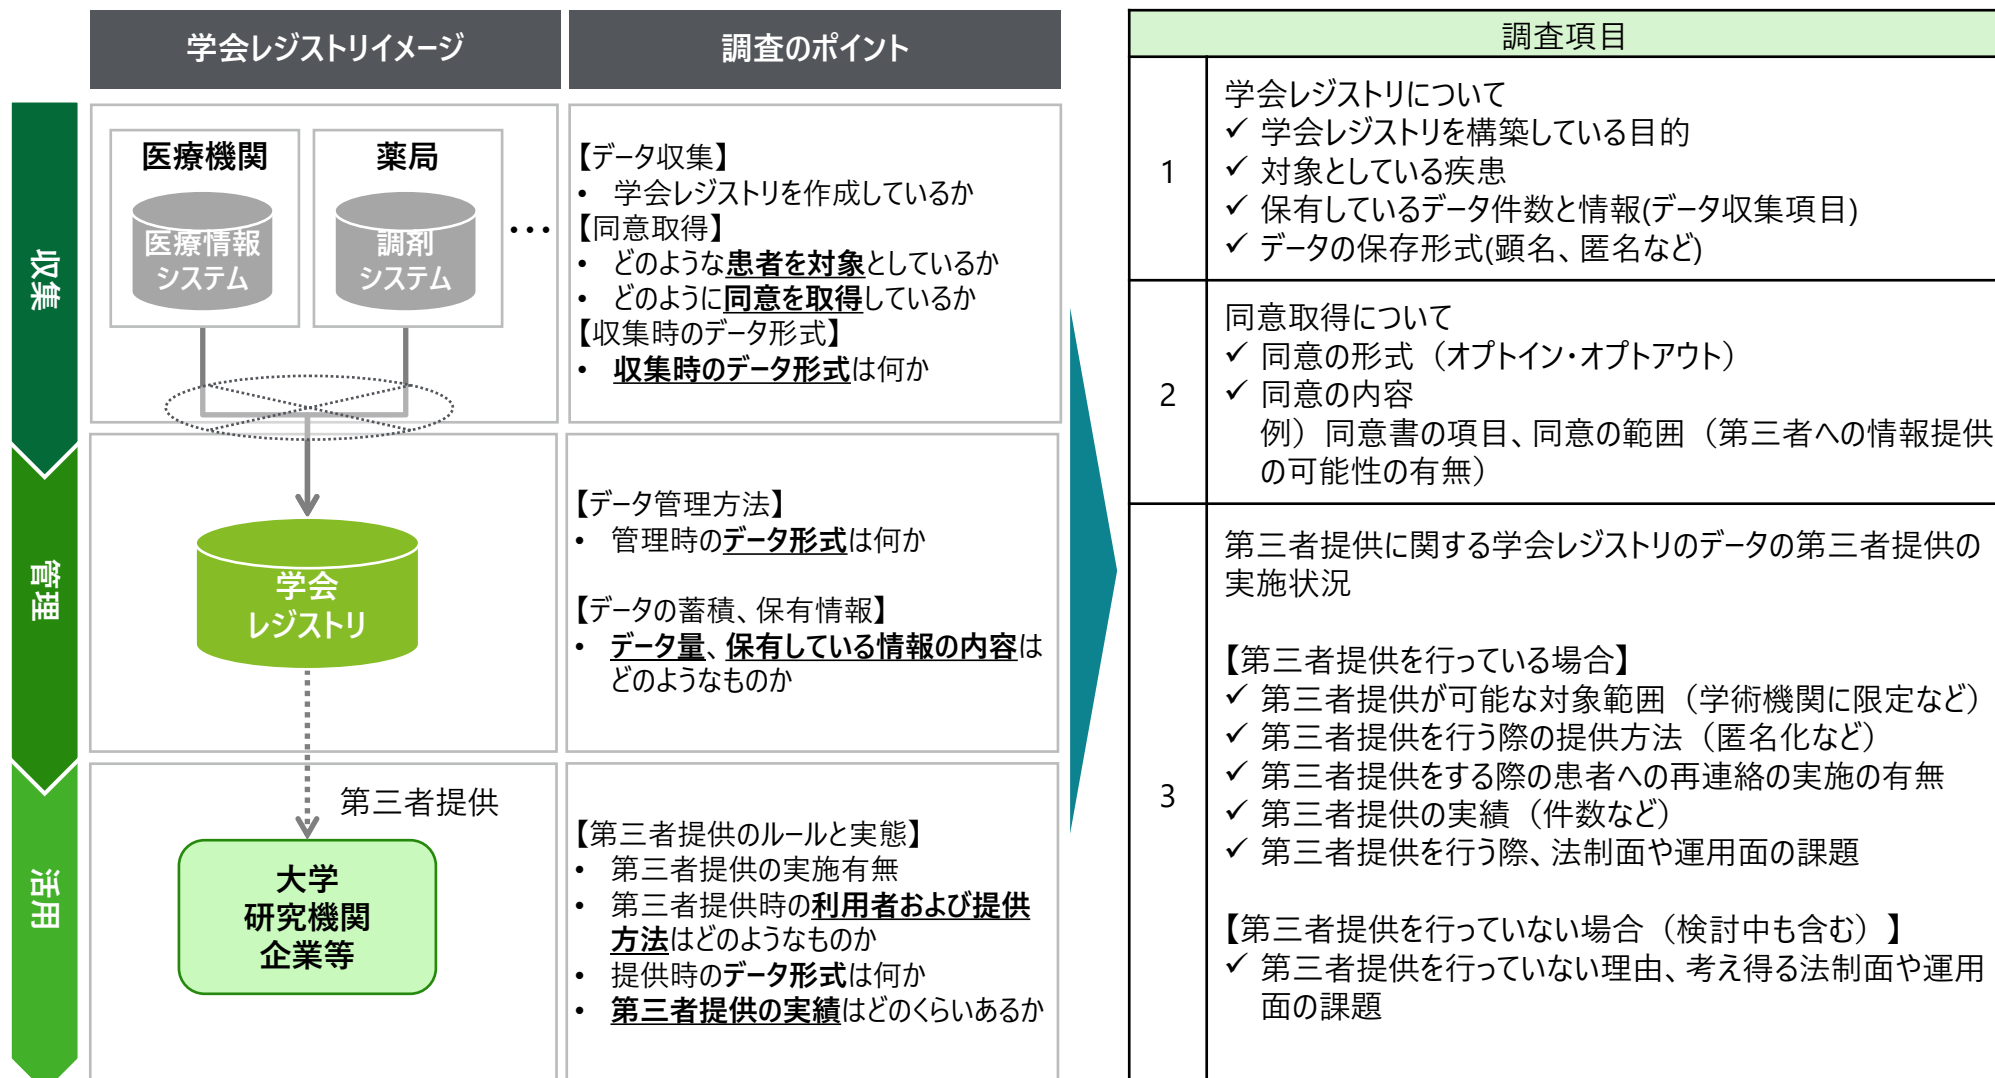 学会レジストリイメージ
調査のポイント
収集
医療機関
薬局
医療情報
システム
調剤
システム
…
【データ収集】
• 学会レジストリを作成しているか
【同意取得】
• どのような患者を対象としているか
• どのように同意を取得しているか
【収集時のデータ形式】
• 収集時のデータ形式は何か
管理
学会
レジストリ
【データ管理方法】
• 管理時のデータ形式は何か
【データの蓄積、保有情報】
• データ量、保有している情報の内容は
どのようなものか
活用
第三者提供
大学
研究機関
企業等
【第三者提供のルールと実態】
• 第三者提供の実施有無
• 第三者提供時の利用者および提供
方法はどのようなものか
• 提供時のデータ形式は何か
• 第三者提供の実績はどのくらいあるか
調査項目
1
学会レジストリについて
✓ 学会レジストリを構築している目的
✓ 対象としている疾患
✓ 保有しているデータ件数と情報(データ収集項目)
✓ データの保存形式(顕名、匿名など)
2
同意取得について
✓ 同意の形式（オプトイン・オプトアウト）
✓ 同意の内容
例）同意書の項目、同意の範囲（第三者への情報提供
の可能性の有無）
3
第三者提供に関する学会レジストリのデータの第三者提供の
実施状況
【第三者提供を行っている場合】
✓ 第三者提供が可能な対象範囲（学術機関に限定など）
✓ 第三者提供を行う際の提供方法（匿名化など）
✓ 第三者提供をする際の患者への再連絡の実施の有無
✓ 第三者提供の実績（件数など）
✓ 第三者提供を行う際、法制面や運用面の課題
【第三者提供を行っていない場合（検討中も含む）】
✓ 第三者提供を行っていない理由、考え得る法制面や運用
面の課題